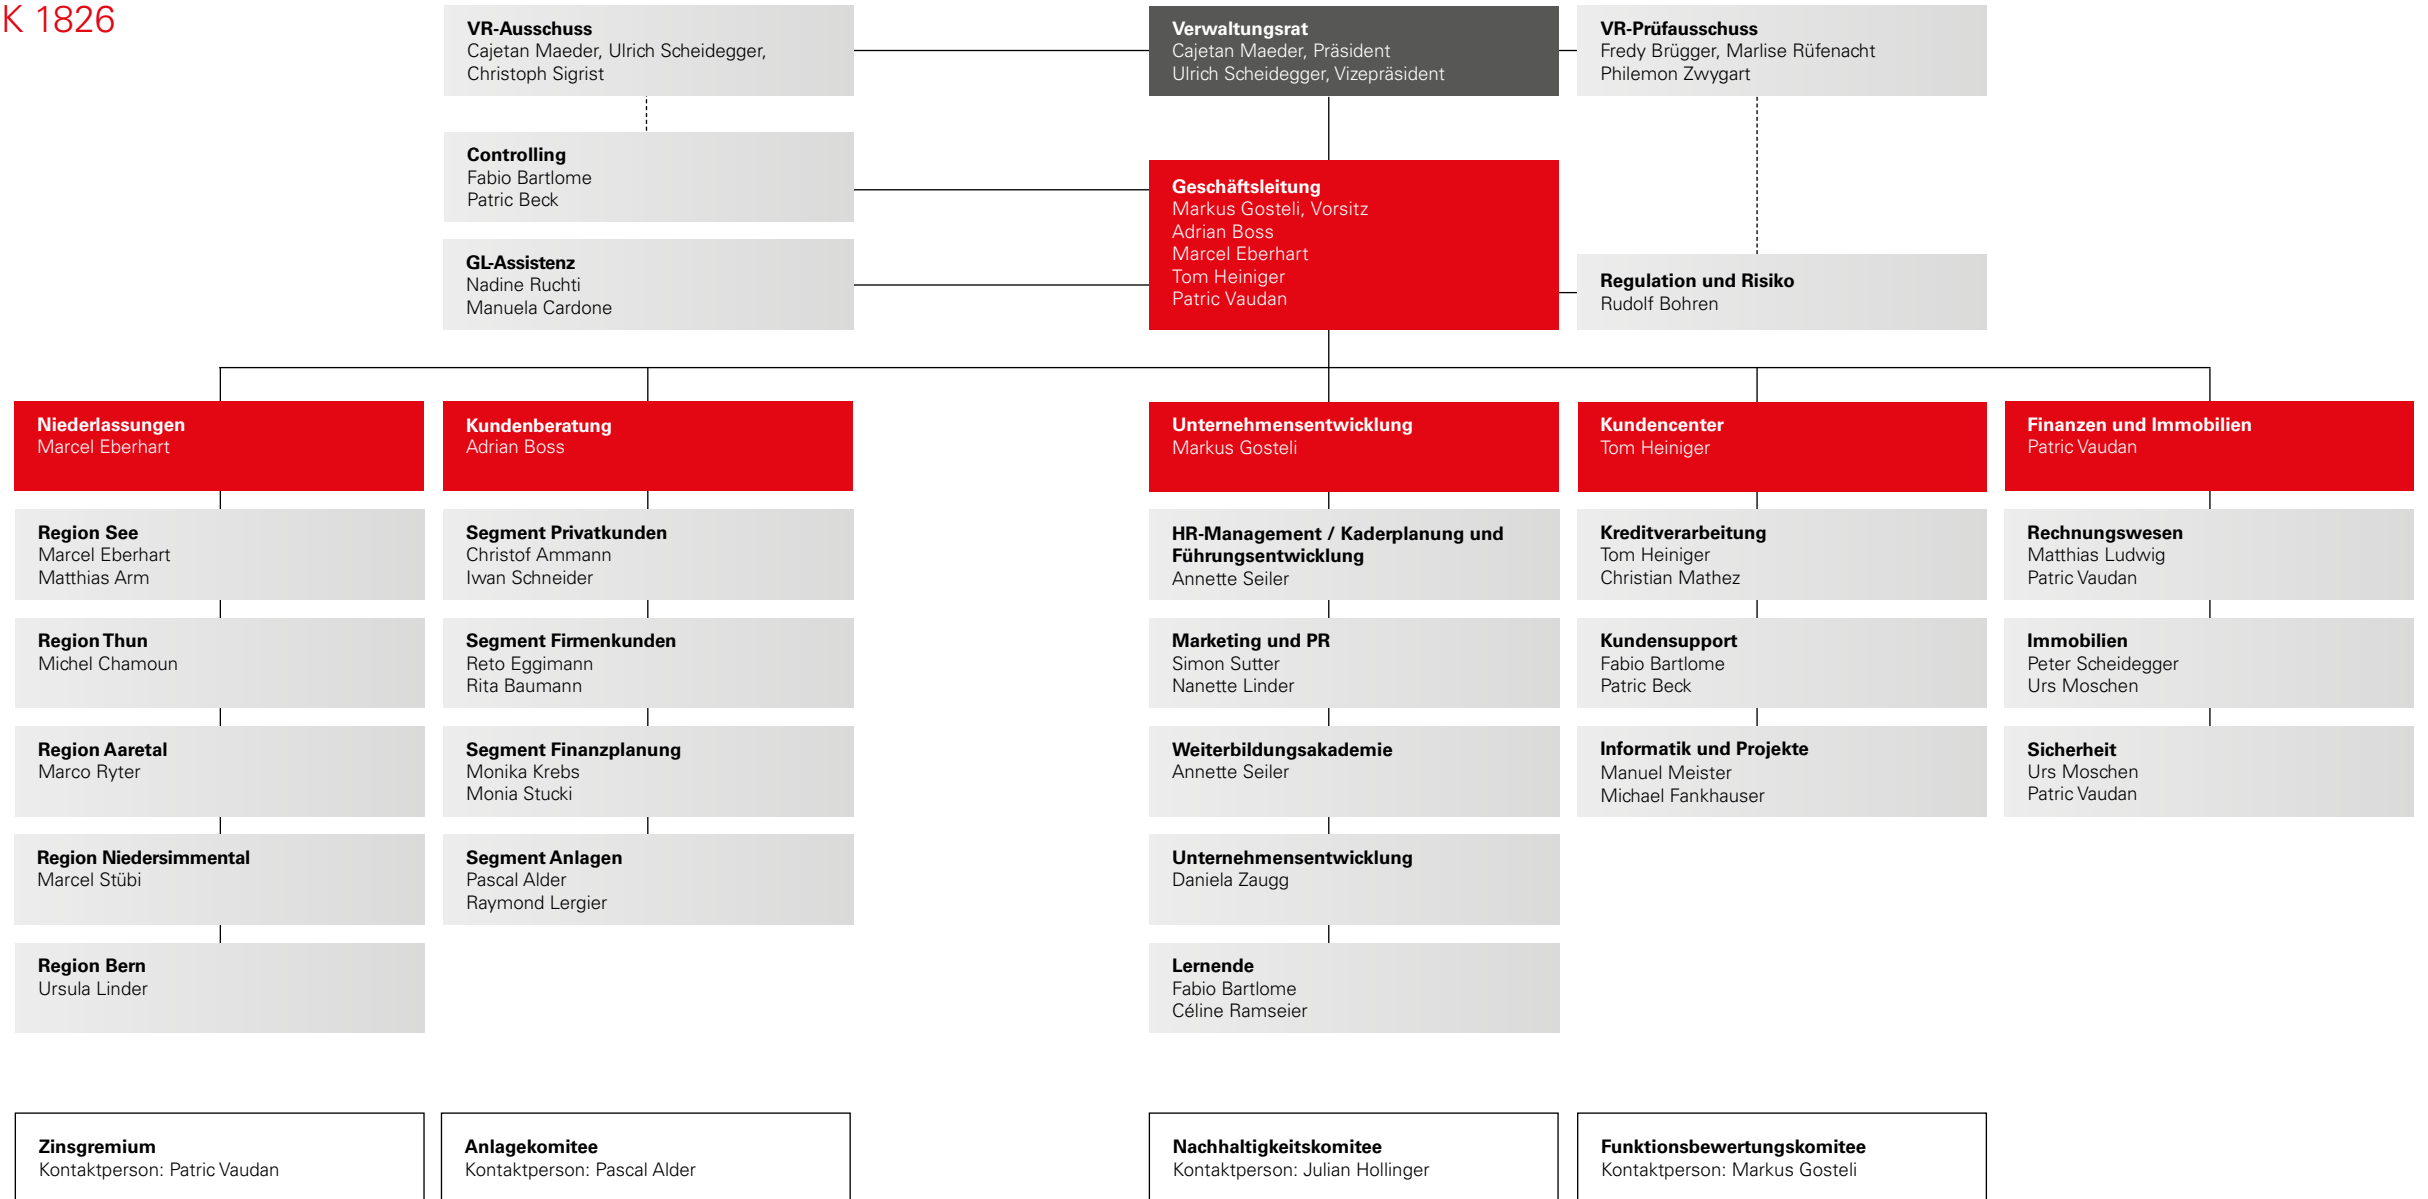 K 1826
VR-Ausschuss
Cajetan Maeder, Ulrich Scheidegger,
Christoph Sigrist
Verwaltungsrat
Cajetan Maeder, Präsident
Ulrich Scheidegger, Vizepräsident
VR-Prüfausschuss
Fredy Brügger, Marlise Rüfenacht
Philemon Zwygart
Controlling
Fabio Bartlome
Patric Beck
Geschäftsleitung
Markus Gosteli, Vorsitz
Adrian Boss
Marcel Eberhart
Tom Heiniger
Patric Vaudan
GL-Assistenz
Nadine Ruchti
Manuela Cardone
Regulation und Risiko
Rudolf Bohren
Niederlassungen
Marcel Eberhart
Kundenberatung
Adrian Boss
Unternehmensentwicklung
Markus Gosteli
Kundencenter
Tom Heiniger
Finanzen und Immobilien
Patric Vaudan
Region See
Marcel Eberhart
Matthias Arm
Segment Privatkunden
Christof Ammann
Iwan Schneider
HR-Management / Kaderplanung und
Führungsentwicklung
Annette Seiler
Kreditverarbeitung
Tom Heiniger
Christian Mathez
Rechnungswesen
Matthias Ludwig
Patric Vaudan
Region Thun
Michel Chamoun
Segment Firmenkunden
Reto Eggimann
Rita Baumann
Marketing und PR
Simon Sutter
Nanette Linder
Kundensupport
Fabio Bartlome
Patric Beck
Immobilien
Peter Scheidegger
Urs Moschen
Region Aaretal
Marco Ryter
Segment Finanzplanung
Monika Krebs
Monia Stucki
Weiterbildungsakademie
Annette Seiler
Informatik und Projekte
Manuel Meister
Michael Fankhauser
Sicherheit
Urs Moschen
Patric Vaudan
Region Niedersimmental
Marcel Stübi
Segment Anlagen
Pascal Alder
Raymond Lergier
Unternehmensentwicklung
Daniela Zaugg
Region Bern
Ursula Linder
Lernende
Fabio Bartlome
Céline Ramseier
Zinsgremium
Kontaktperson: Patric Vaudan
Anlagekomitee
Kontaktperson: Pascal Alder
Nachhaltigkeitskomitee
Kontaktperson: Julian Hollinger
Funktionsbewertungskomitee
Kontaktperson: Markus Gosteli